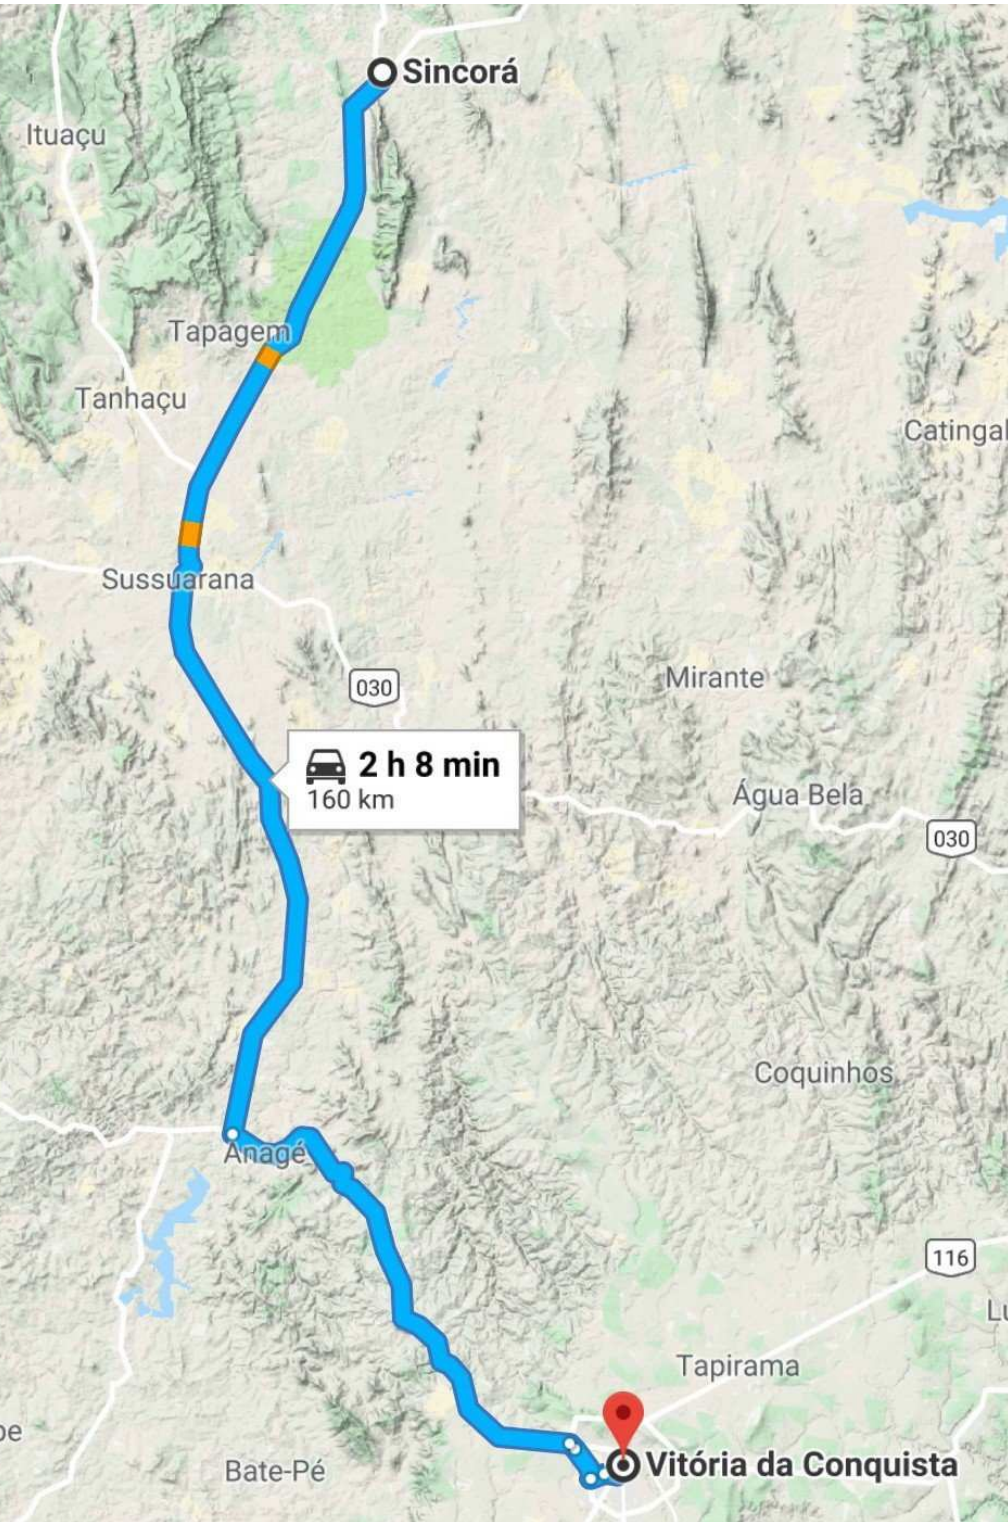 Sincorá
Ituaçu
Tapagem
Tanhaçu
Catingal
Sussuarana
Mirante
030
2 h 8 min
160 km
Água Bela
030
Coquinhos
Anagé
116
Tapirama
Vitória da Conquista
Bate-Pé